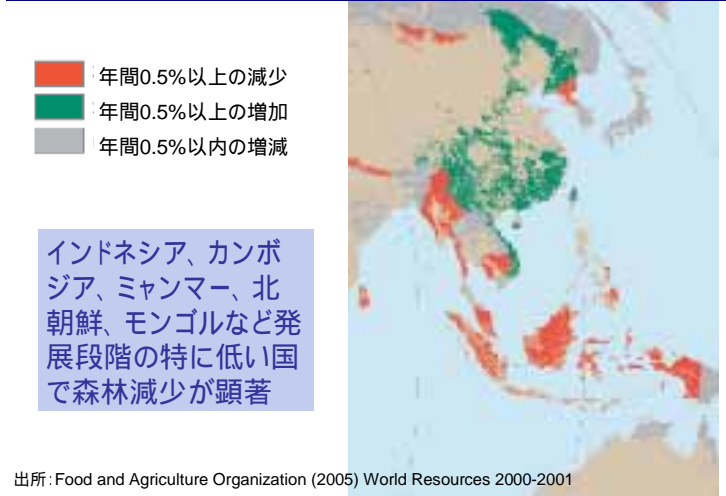 年間0.5%以上の減少
年間0.5%以上の増加
年間0.5%以内の増減
インドネシア、カンボ
ジア、ミャンマー、北
朝鮮、モンゴルなど発
展段階の特に低い国
で森林減少が顕著
出所：Food and Agriculture Organization (2005) World Resources 2000-2001